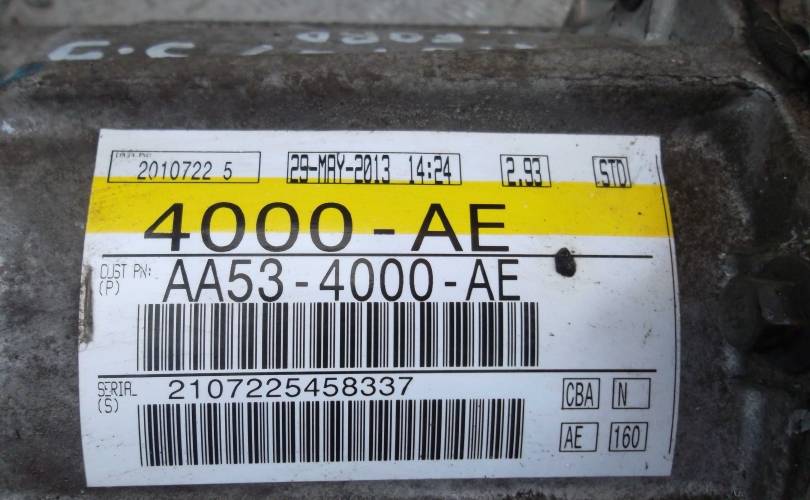 FORD
2010722 5 29-MAY-2013 14:24 2.93 STD
4000-AE
CUST PN:
(P) AA53-4000-AE
SERIAL
(S) 2107225458337
CBA N
AE 160